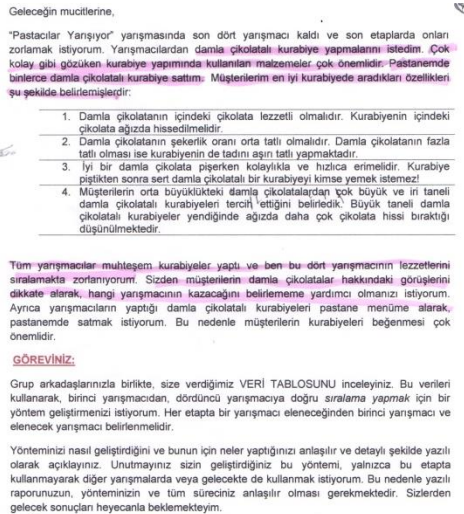 Geleceğin mucitlerine,
"Pastacılar Yarışıyor" yarışmasında son dört yarışmacı kaldı ve son etaplarda onları
zorlamak istiyorum. Yarışmacılardan damla çikolatalı kurabiye yapmalarını istedim. Çok
kolay gibi gözüken kurabiye yapımında kullanılan malzemeler çok önemlidir. Pastanemde
binlerce damla çikolatalı kurabiye sattım. Müşterilerim en iyi kurabiyede aradıkları özellikleri
şu şekilde belirlemişlerdir:
1. Damla çikolatanın içindeki çikolata lezzetli olmalıdır. Kurabiyenin içindeki
çikolata ağızda hissedilmelidir.
2. Damla çikolatanın şekerlik oranı orta tatlı olmalıdır. Damla çikolatanın fazla
tatlı olması ise kurabiyenin de tadını aşırı tatlı yapmaktadır.
3. İyi bir damla çikolata pişerken kolaylıkla ve hızlıca erimelidir. Kurabiye
piştikten sonra sert damla çikolatalı bir kurabiyeyi kimse yemek istemez!
4. Müşterilerin orta büyüklükteki damla çikolatalardan çok büyük ve iri taneli
damla çikolatalı kurabiyeleri tercih ettiğini belirledik. Büyük taneli damla
çikolatalı kurabiyeler yendiğinde ağızda daha çok çikolata hissi bıraktığı
düşünülmektedir.
Tüm yarışmacılar muhteşem kurabiyeler yaptı ve ben bu dört yarışmacının lezzetlerini
sıralamakta zorlanıyorum. Sizden müşterilerin damla çikolatalar hakkındaki görüşlerini
dikkate alarak, hangi yarışmacının kazacağını belirlememe yardımcı olmanızı istiyorum.
Ayrıca yarışmacıların yaptığı damla çikolatalı kurabiyeleri pastane menüme alarak,
pastanemde satmak istiyorum. Bu nedenle müşterilerin kurabiyeleri beğenmesi çok
önemlidir.
GÖREVİNİZ:
Grup arkadaşlarınızla birlikte, size verdiğimiz VERİ TABLOSUNU inceleyiniz. Bu verileri
kullanarak, birinci yarışmacıdan, dördüncü yarışmacıya doğru sıralama yapmak için bir
yöntem geliştirmenizi istiyorum. Her etapta bir yarışmacı eleneceğinden birinci yarışmacı ve
elenecek yarışmacı belirlenmelidir.
Yönteminizi nasıl geliştirdiğini ve bunun için neler yaptığınızı anlaşılır ve detaylı şekilde yazılı
olarak açıklayınız. Unutmayınız sizin geliştirdiğiniz bu yöntemi, yalnızca bu etapta
kullanmayarak diğer yarışmalarda veya gelecekte de kullanmak istiyorum. Bu nedenle yazılı
raporunuzun, yönteminizin ve tüm süreciniz anlaşılır olması gerekmektedir. Sizlerden
gelecek sonuçları heyecanla beklemekteyim.